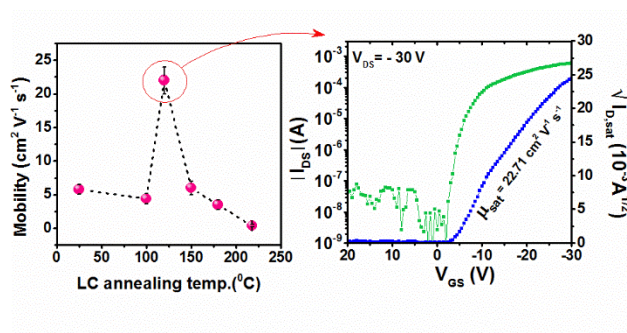 Mobility (cm² V⁻¹ s⁻¹)
25
20
15
10
5
0
0 50 100 150 200 250
LC annealing temp.(⁰C)
V_DS= - 30 V
|I_DS| (A)
10⁻³
10⁻⁴
10⁻⁵
10⁻⁶
10⁻⁷
10⁻⁸
10⁻⁹
20 10 0 -10 -20 -30
V_GS (V)
μ_sat = 22.71 cm² V⁻¹ s⁻¹
30
25
20
15
10
5
0
√ I_D,sat (10⁻³ A^1/2)